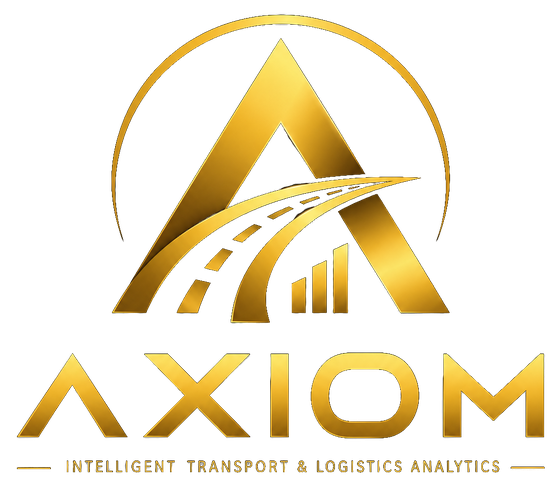 AXIOM
INTELLIGENT TRANSPORT & LOGISTICS ANALYTICS